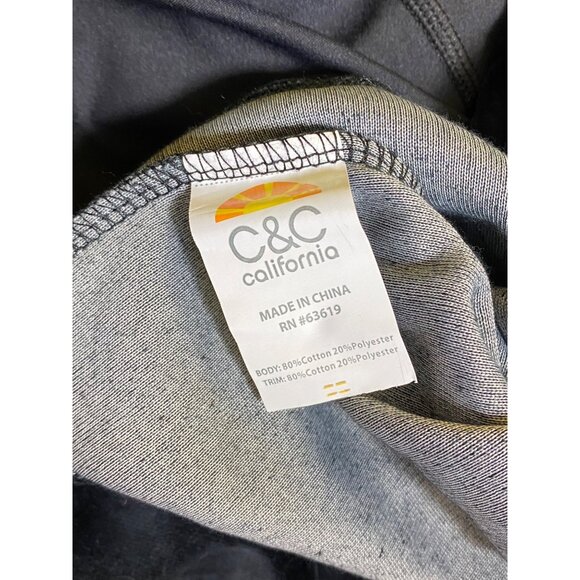 C&C
california
MADE IN CHINA
RN #63619
BODY: 80%Cotton 20%Polyester
TRIM: 80%Cotton 20%Polyester